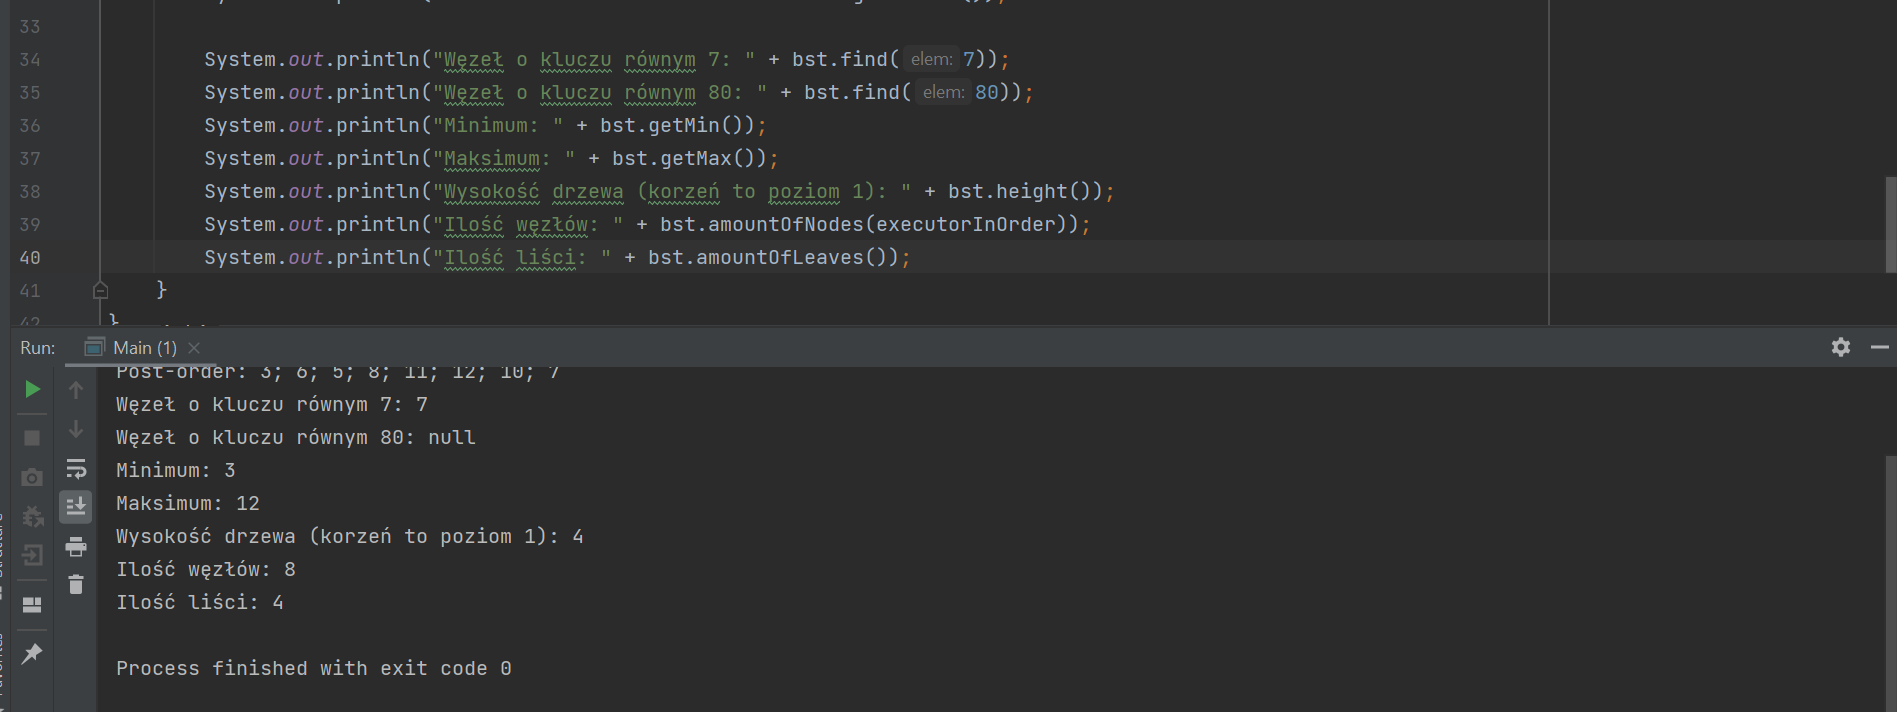 33
34 System.out.println("Węzeł o kluczu równym 7: " + bst.find( elem: 7));
35 System.out.println("Węzeł o kluczu równym 80: " + bst.find( elem: 80));
36 System.out.println("Minimum: " + bst.getMin());
37 System.out.println("Maksimum: " + bst.getMax());
38 System.out.println("Wysokość drzewa (korzeń to poziom 1): " + bst.height());
39 System.out.println("Ilość węzłów: " + bst.amountOfNodes(executorInOrder));
40 System.out.println("Ilość liści: " + bst.amountOfLeaves());
41 }
42 }
Run: Main (1)
Post-order: 3; 6; 5; 8; 11; 12; 10; 7
Węzeł o kluczu równym 7: 7
Węzeł o kluczu równym 80: null
Minimum: 3
Maksimum: 12
Wysokość drzewa (korzeń to poziom 1): 4
Ilość węzłów: 8
Ilość liści: 4
Process finished with exit code 0